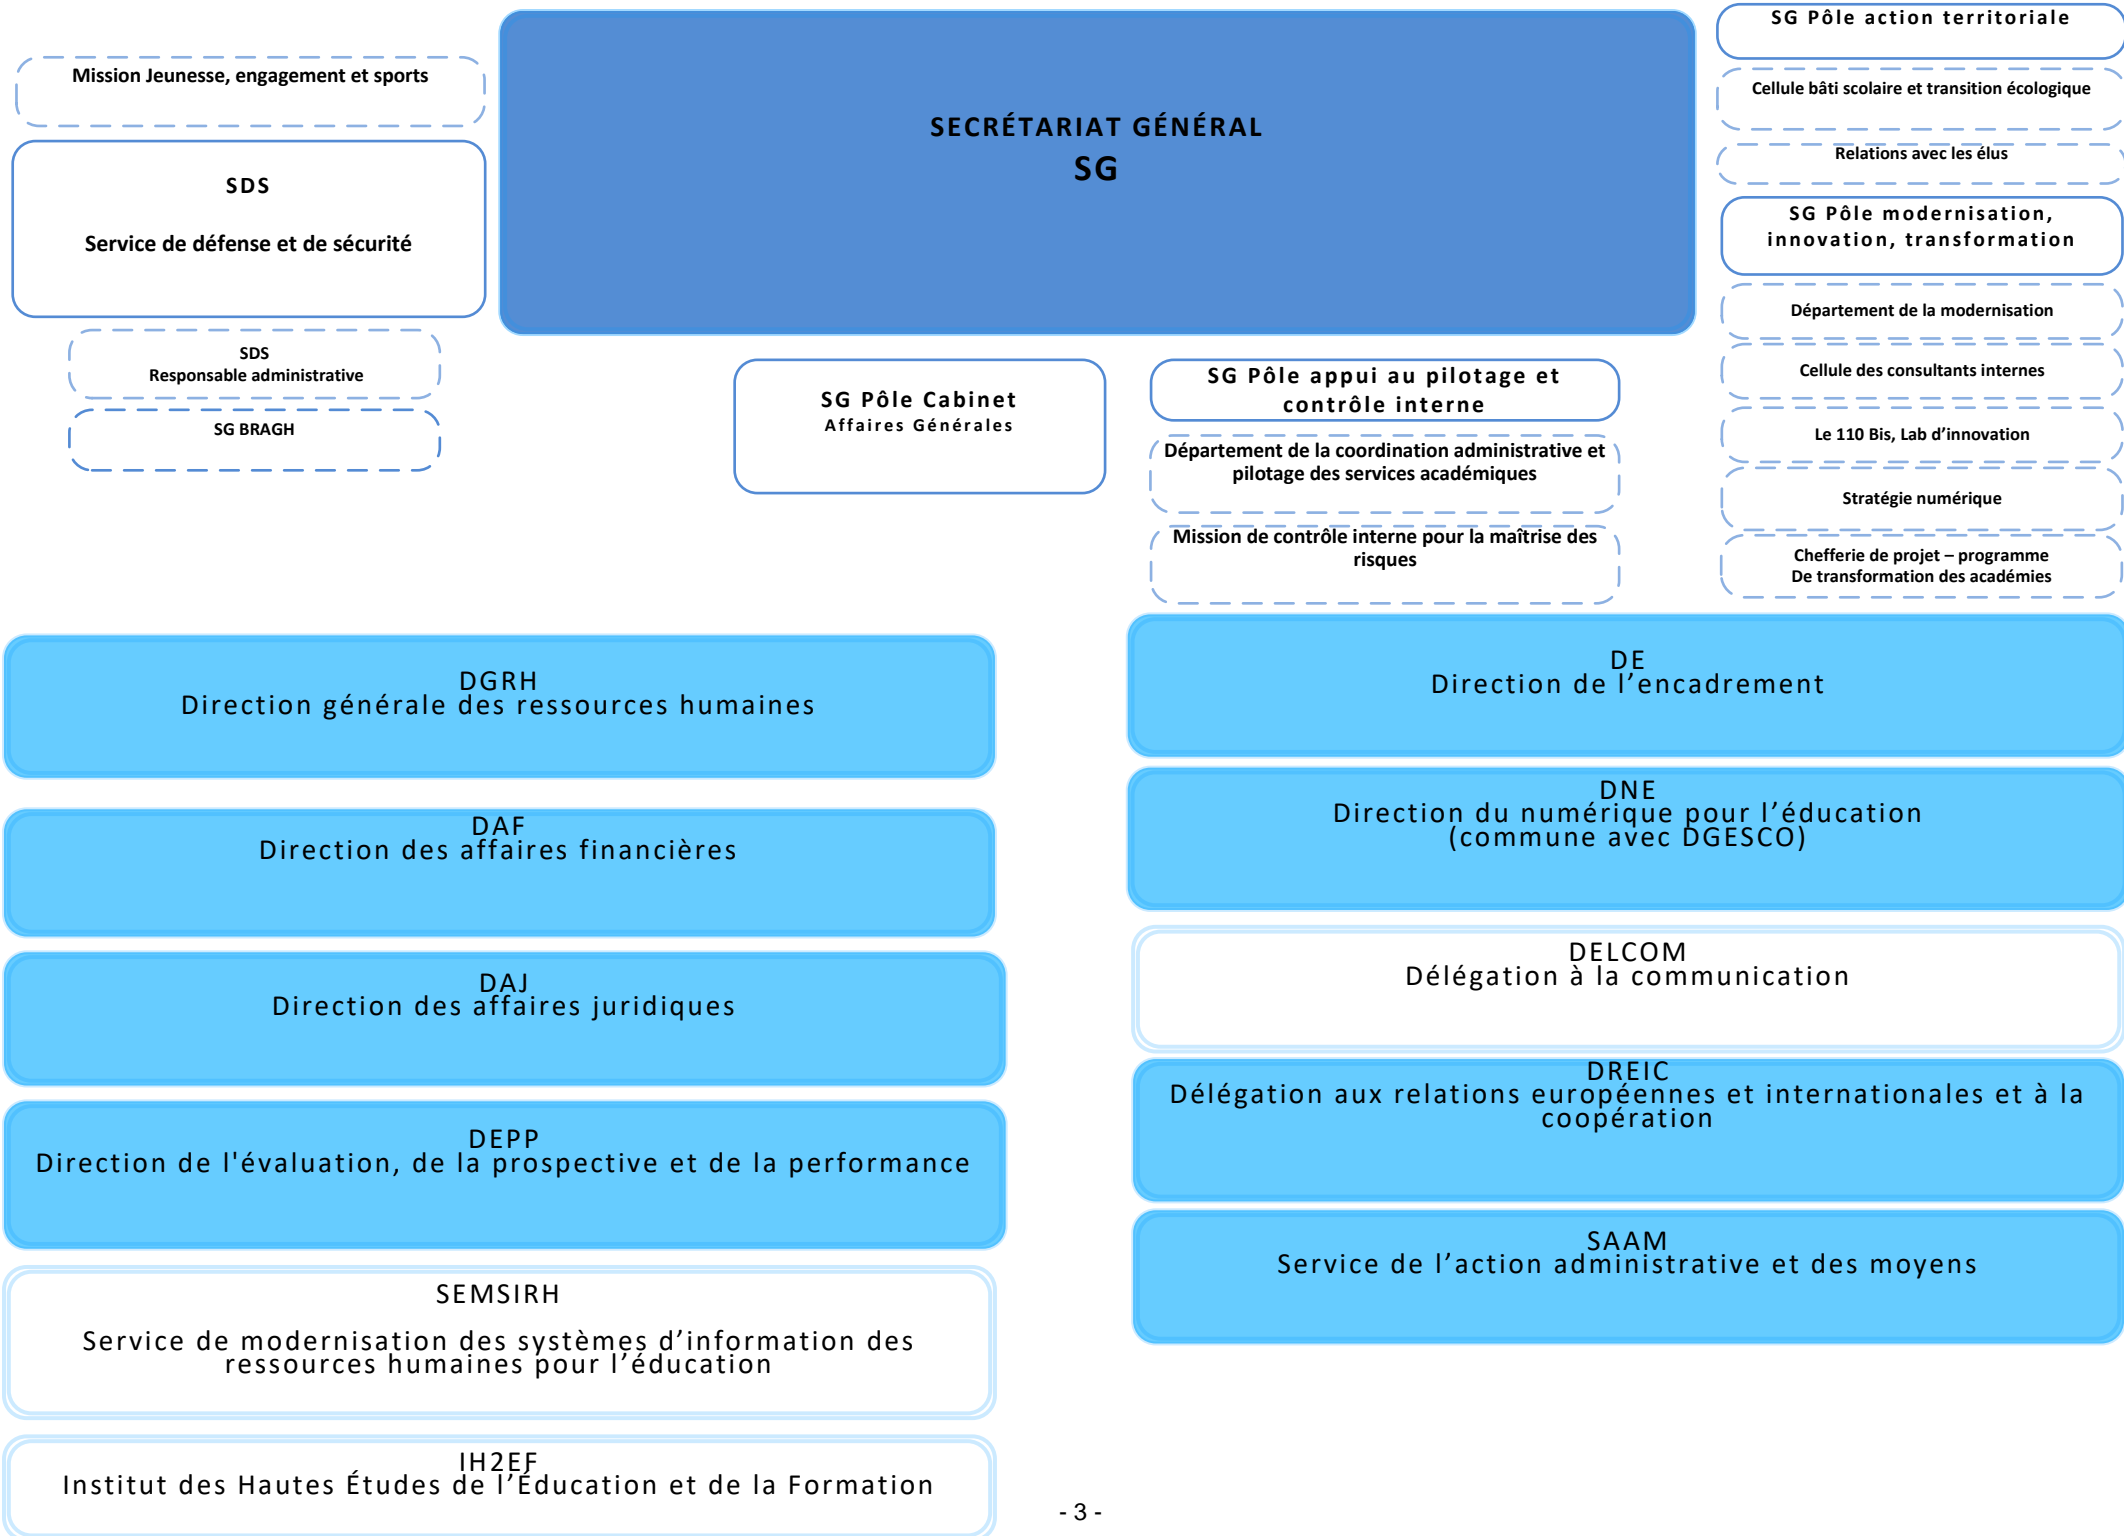 SG Pôle action territoriale
Mission Jeunesse, engagement et sports
Cellule bâti scolaire et transition écologique
SECRÉTARIAT GÉNÉRAL
SG
Relations avec les élus
SDS
Service de défense et de sécurité
SG Pôle modernisation,
innovation, transformation
Département de la modernisation
SDS
Responsable administrative
Cellule des consultants internes
SG BRAGH
SG Pôle Cabinet
Affaires Générales
SG Pôle appui au pilotage et
contrôle interne
Le 110 Bis, Lab d’innovation
Département de la coordination administrative et
pilotage des services académiques
Stratégie numérique
Mission de contrôle interne pour la maîtrise des
risques
Chefferie de projet – programme
De transformation des académies
DGRH
Direction générale des ressources humaines
DE
Direction de l’encadrement
DAF
Direction des affaires financières
DNE
Direction du numérique pour l’éducation
(commune avec DGESCO)
DAJ
Direction des affaires juridiques
DELCOM
Délégation à la communication
DEPP
Direction de l'évaluation, de la prospective et de la performance
DREIC
Délégation aux relations européennes et internationales et à la
coopération
SEMSIRH
Service de modernisation des systèmes d’information des
ressources humaines pour l’éducation
SAAM
Service de l’action administrative et des moyens
IH2EF
Institut des Hautes Études de l’Éducation et de la Formation
- 3 -